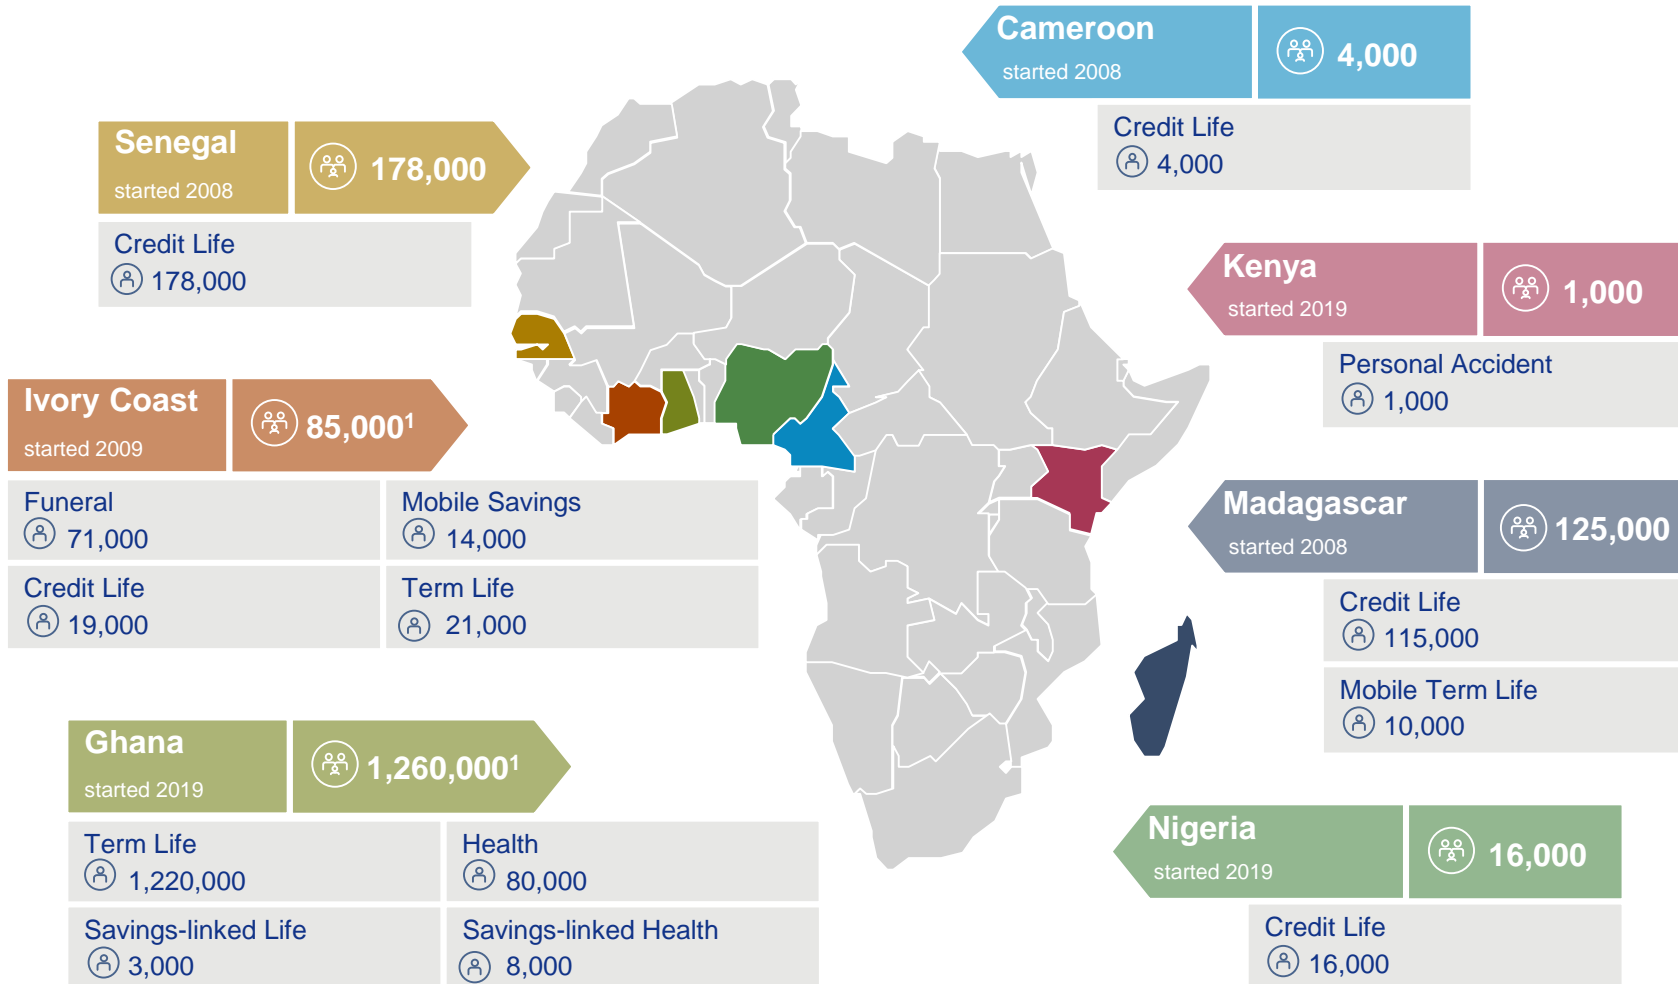 Cameroon
started 2008
4,000
Credit Life
4,000
Senegal
started 2008
178,000
Credit Life
178,000
Kenya
started 2019
1,000
Personal Accident
1,000
Ivory Coast
started 2009
85,000¹
Funeral
71,000
Mobile Savings
14,000
Credit Life
19,000
Term Life
21,000
Madagascar
started 2008
125,000
Credit Life
115,000
Mobile Term Life
10,000
Ghana
started 2019
1,260,000¹
Term Life
1,220,000
Health
80,000
Savings-linked Life
3,000
Savings-linked Health
8,000
Nigeria
started 2019
16,000
Credit Life
16,000